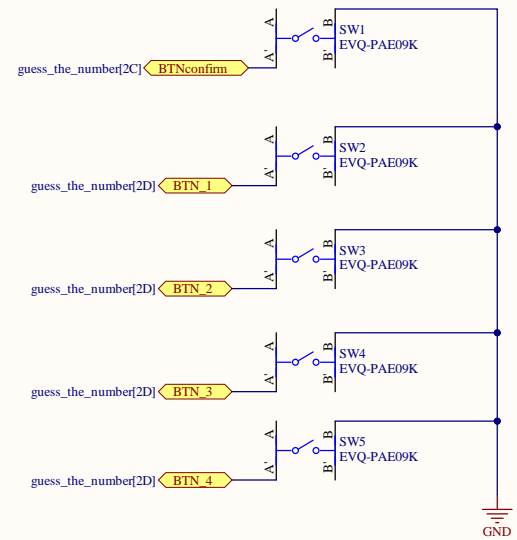 A B SW1
EVQ-PAE09K
A' B'
guess_the_number[2C] BTNconfirm
A B SW2
EVQ-PAE09K
A' B'
guess_the_number[2D] BTN_1
A B SW3
EVQ-PAE09K
A' B'
guess_the_number[2D] BTN_2
A B SW4
EVQ-PAE09K
A' B'
guess_the_number[2D] BTN_3
A B SW5
EVQ-PAE09K
A' B'
guess_the_number[2D] BTN_4
GND